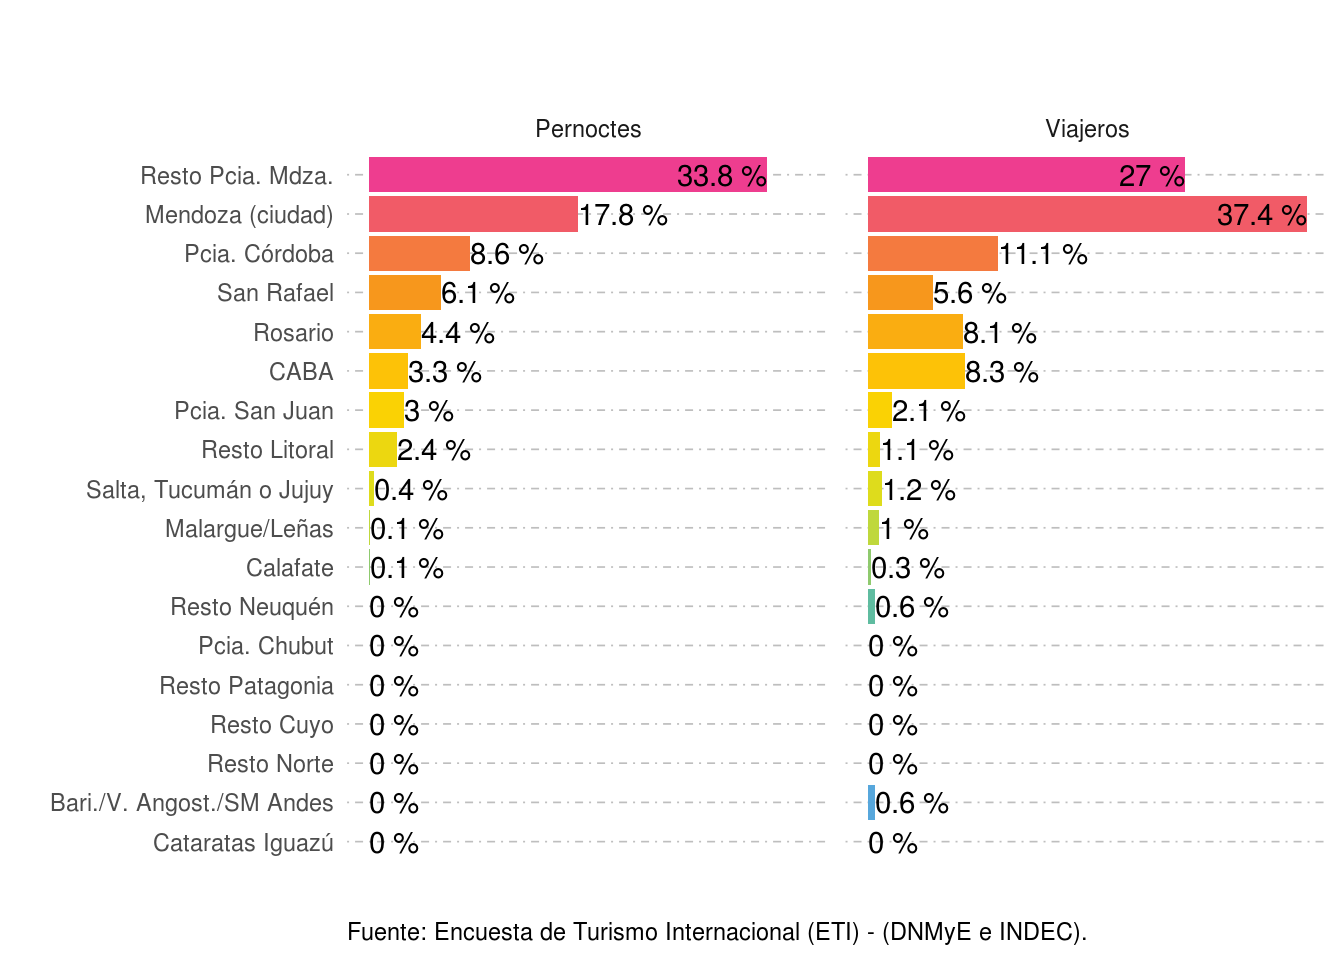 Pernoctes Viajeros
Resto Pcia. Mdza. 33.8 % 27 %
Mendoza (ciudad) 17.8 % 37.4 %
Pcia. Córdoba 8.6 % 11.1 %
San Rafael 6.1 % 5.6 %
Rosario 4.4 % 8.1 %
CABA 3.3 % 8.3 %
Pcia. San Juan 3 % 2.1 %
Resto Litoral 2.4 % 1.1 %
Salta, Tucumán o Jujuy 0.4 % 1.2 %
Malargue/Leñas 0.1 % 1 %
Calafate 0.1 % 0.3 %
Resto Neuquén 0 % 0.6 %
Pcia. Chubut 0 % 0 %
Resto Patagonia 0 % 0 %
Resto Cuyo 0 % 0 %
Resto Norte 0 % 0 %
Bari./V. Angost./SM Andes 0 % 0.6 %
Cataratas Iguazú 0 % 0 %
Fuente: Encuesta de Turismo Internacional (ETI) - (DNMyE e INDEC).